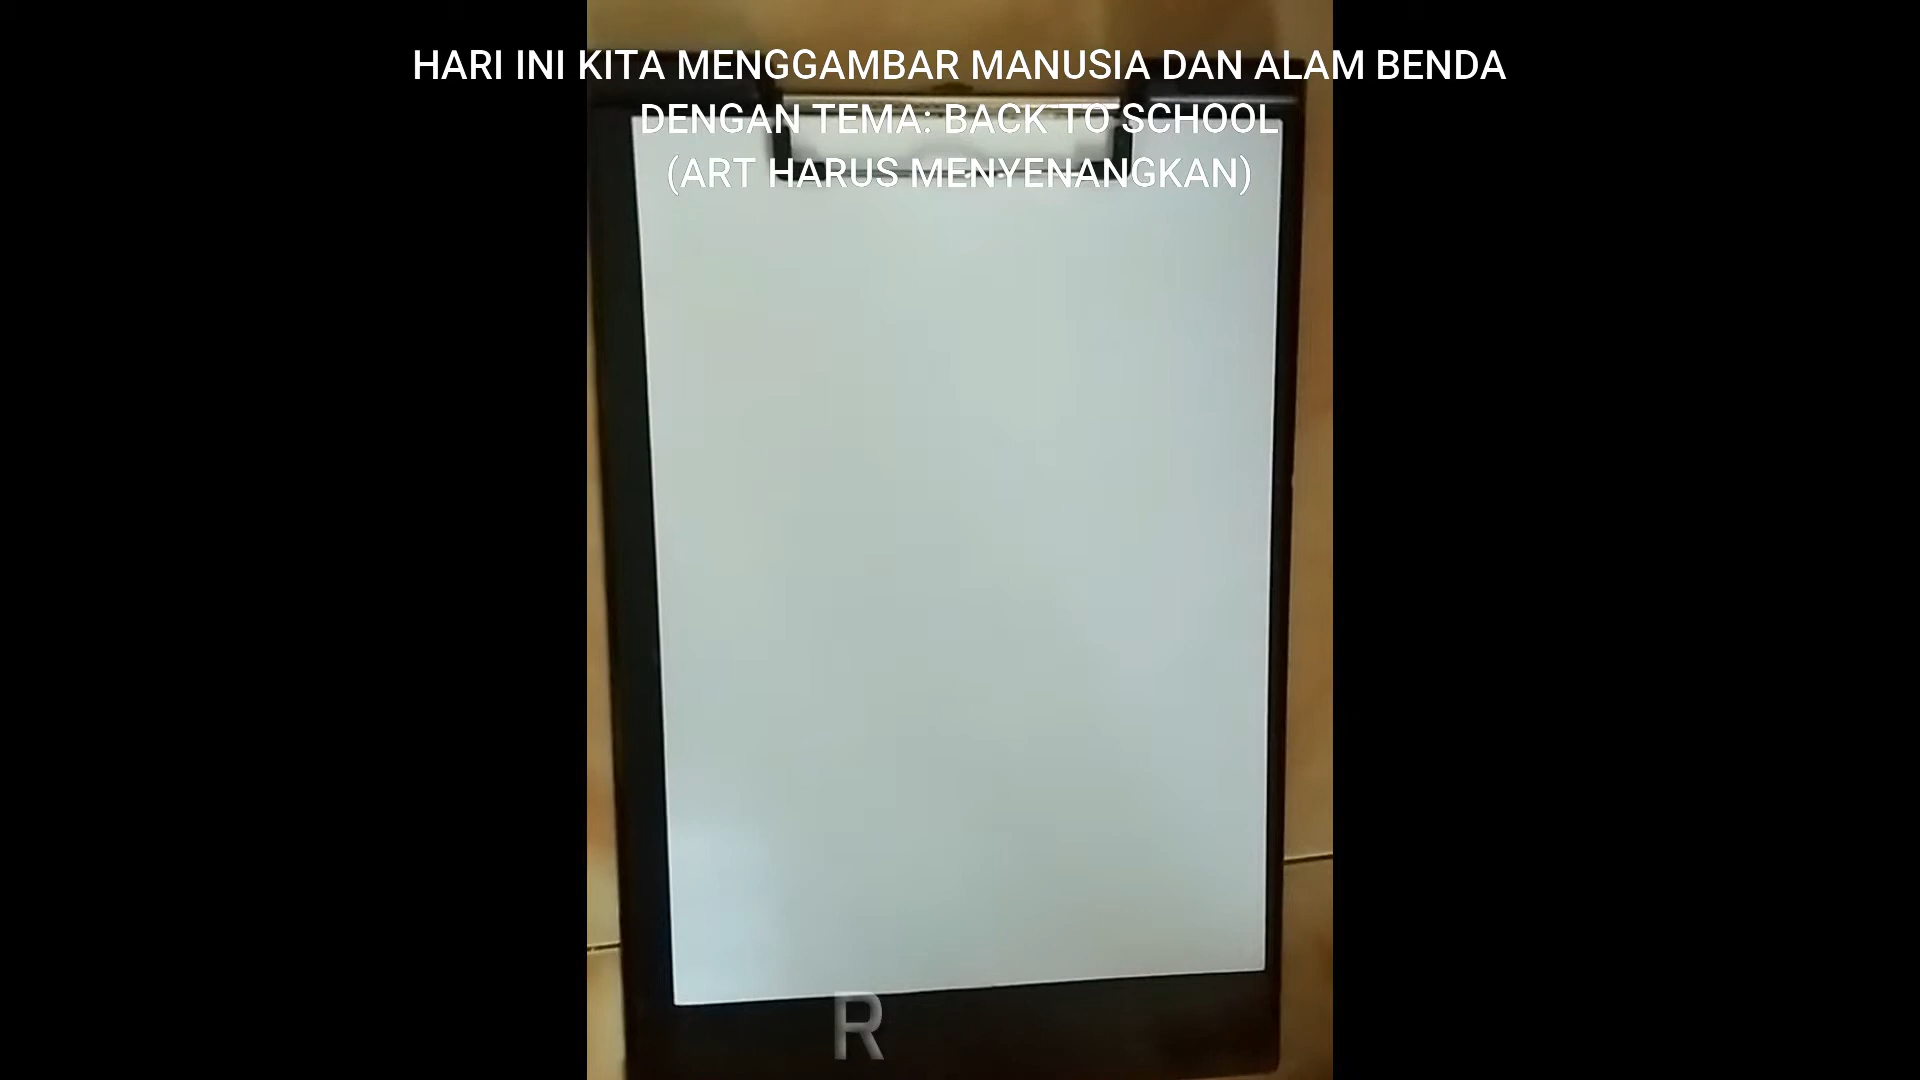 HARI INI KITA MENGGAMBAR MANUSIA DAN ALAM BENDA
DENGAN TEMA: BACK TO SCHOOL
(ART HARUS MENYENANGKAN)
R